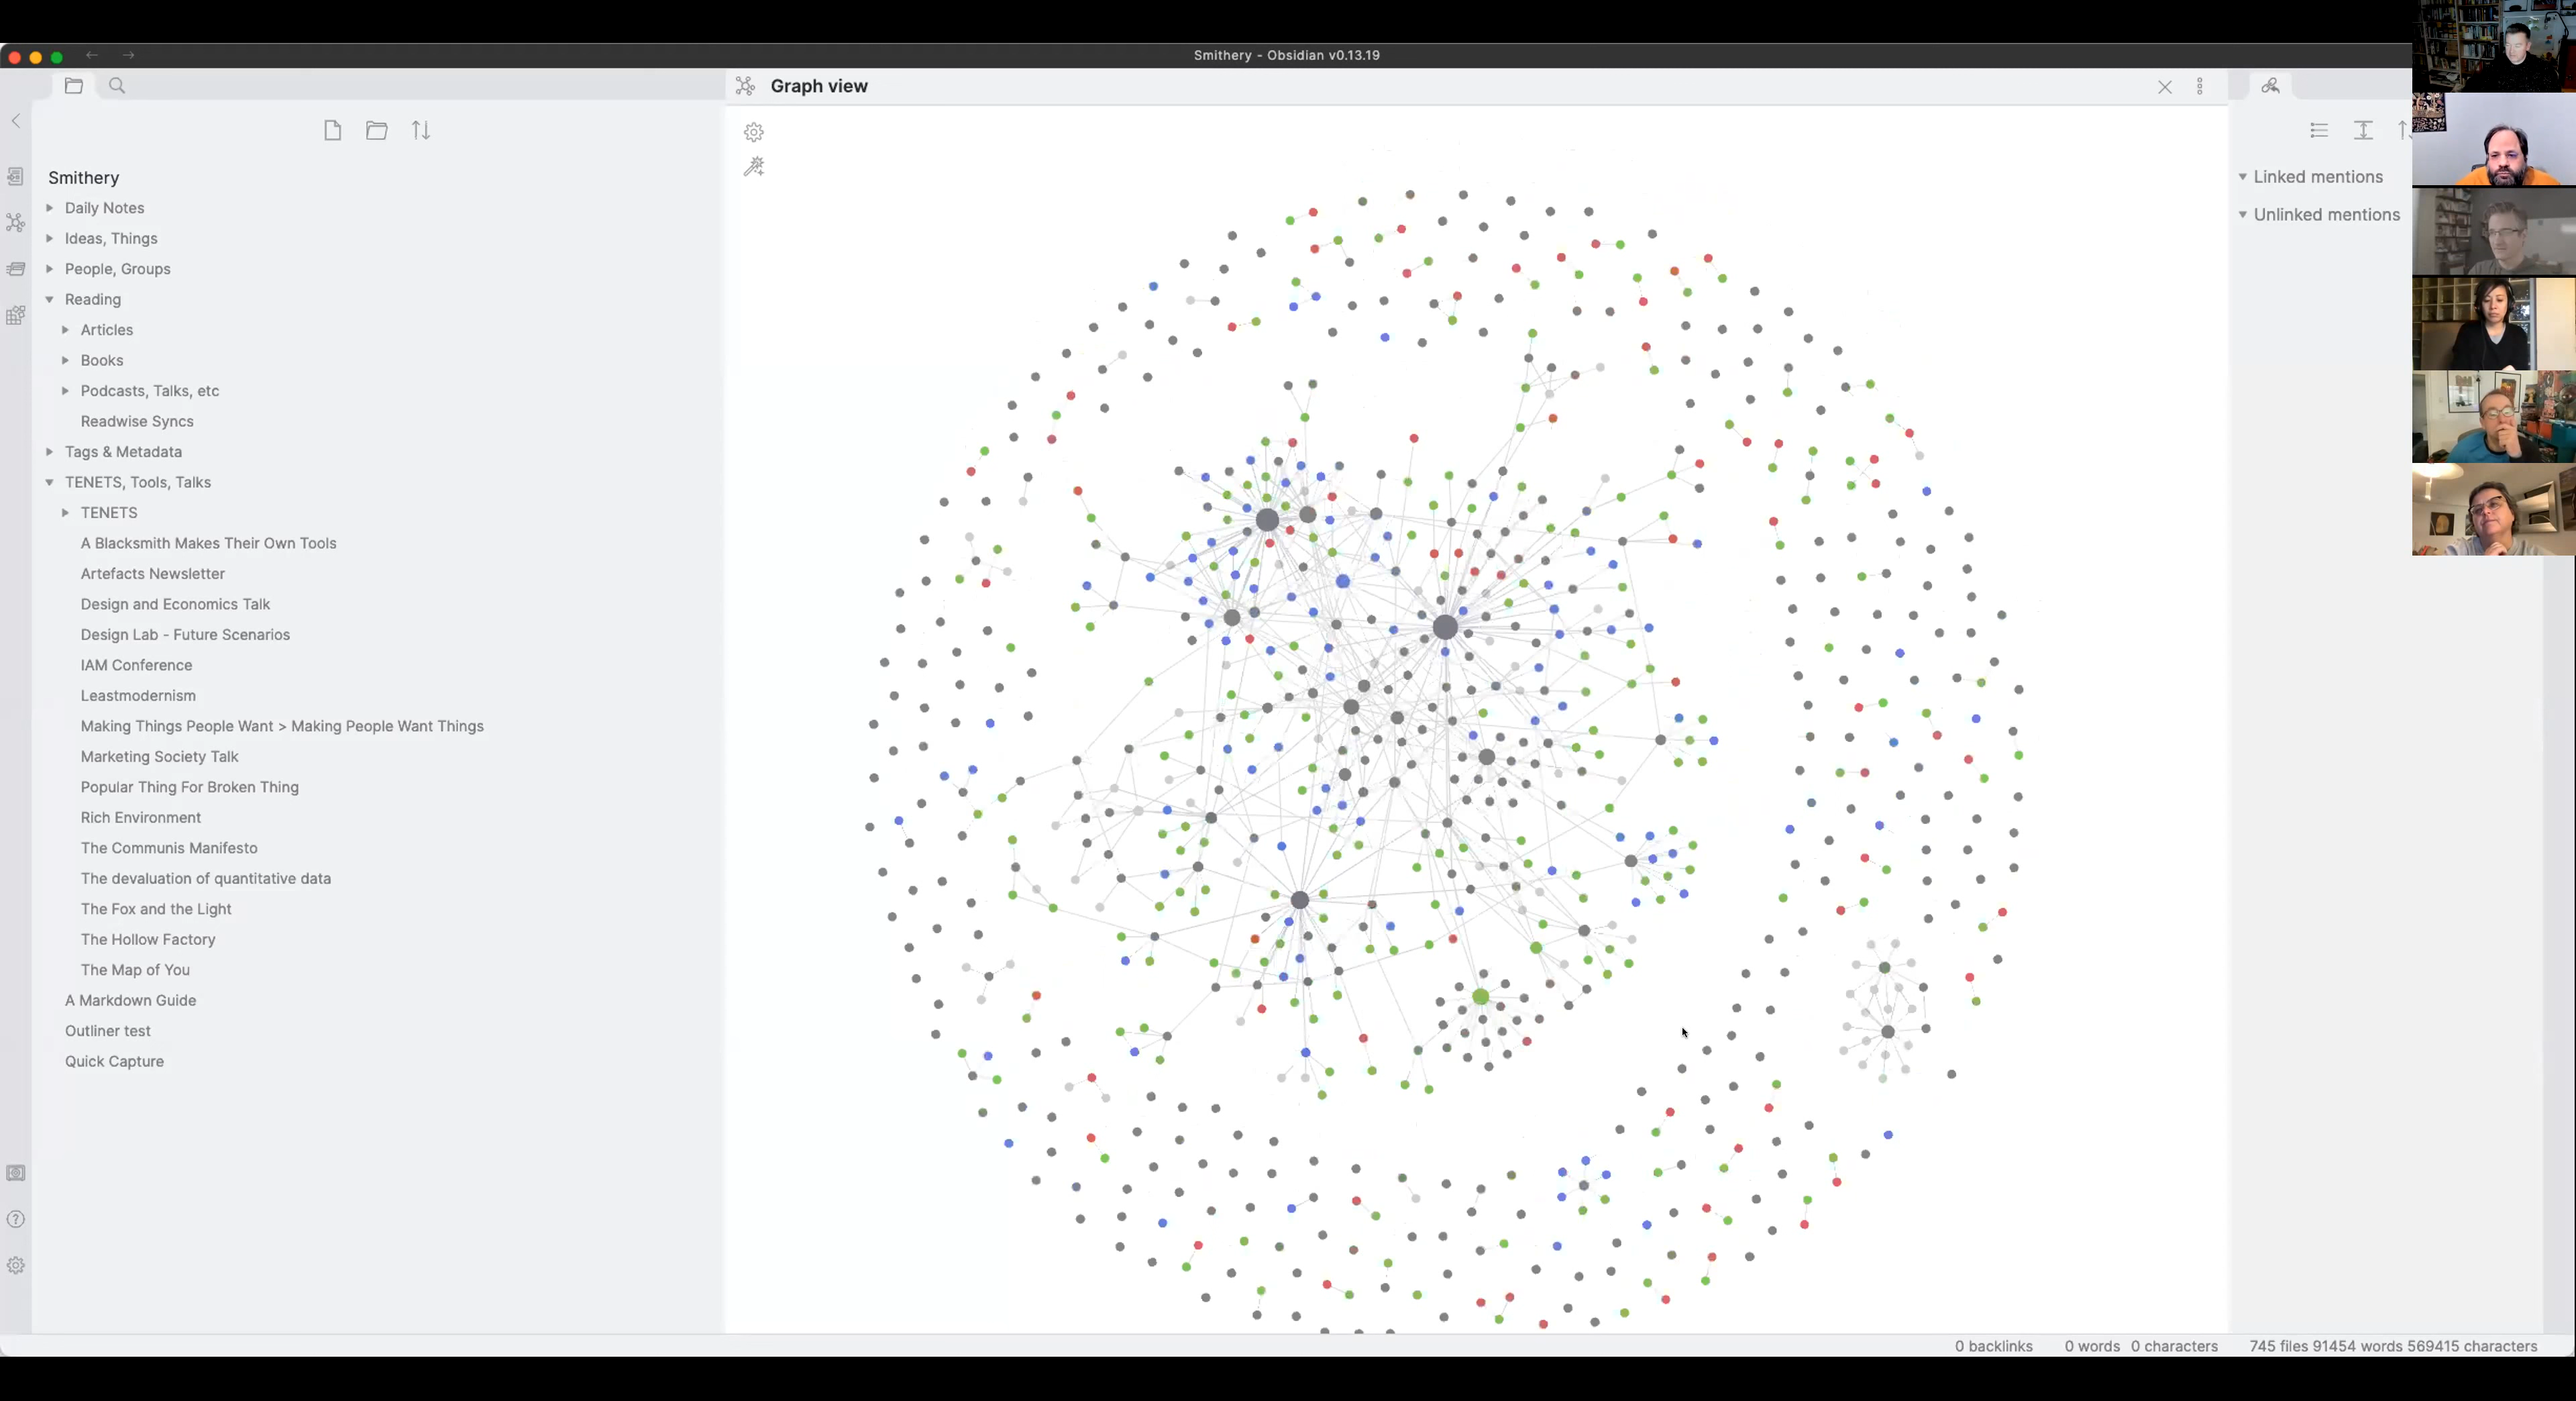 Smithery - Obsidian v0.13.19
Graph view
Smithery
Daily Notes
Ideas, Things
People, Groups
Reading
Articles
Books
Podcasts, Talks, etc
Readwise Syncs
Tags & Metadata
TENETS, Tools, Talks
TENETS
A Blacksmith Makes Their Own Tools
Artefacts Newsletter
Design and Economics Talk
Design Lab - Future Scenarios
IAM Conference
Leastmodernism
Making Things People Want > Making People Want Things
Marketing Society Talk
Popular Thing For Broken Thing
Rich Environment
The Communis Manifesto
The devaluation of quantitative data
The Fox and the Light
The Hollow Factory
The Map of You
A Markdown Guide
Outliner test
Quick Capture
Linked mentions
Unlinked mentions
0 backlinks 0 words 0 characters 745 files 91454 words 569415 characters